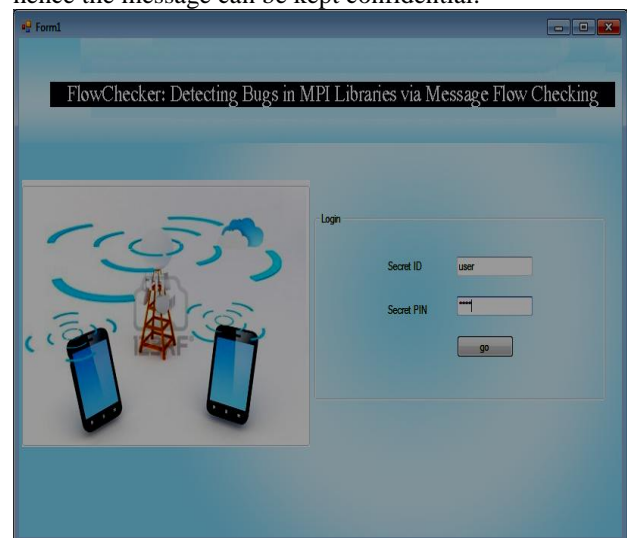 hence the message can be kept confidential.
Form1
FlowChecker: Detecting Bugs in MPI Libraries via Message Flow Checking
Login
Secret ID
user
Secret PIN
****
go